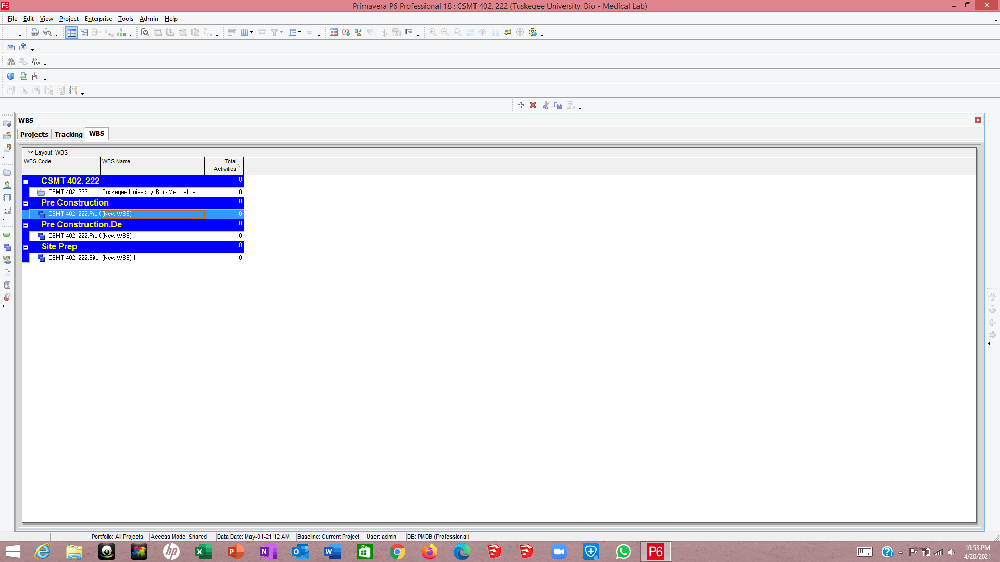 P6 Primavera P6 Professional 18 : CSMT 402. 222 (Tuskegee University: Bio - Medical Lab)
File Edit View Project Enterprise Tools Admin Help
WBS
Projects Tracking WBS
Layout: WBS
WBS Code WBS Name Total Activities
CSMT 402. 222 0
CSMT 402. 222 Tuskegee University: Bio - Medical Lab 0
Pre Construction 0
CSMT 402. 222.Pre (New WBS) 0
Pre Construction.De 0
CSMT 402. 222.Pre (New WBS) 0
Site Prep 0
CSMT 402. 222.Site (New WBS)-1 0
Portfolio: All Projects Access Mode: Shared Data Date: May-01-21 12 AM Baseline: Current Project User: admin DB: PMDB (Professional)
10:53 PM
4/20/2021